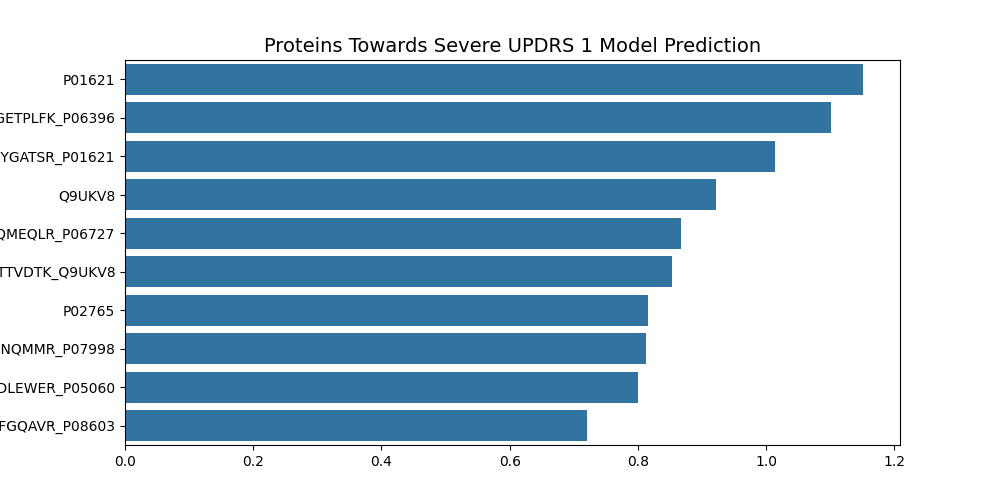 Proteins Towards Severe UPDRS 1 Model Prediction
P01621
GETPLFK_P06396
YGATSR_P01621
Q9UKV8
QMEQLR_P06727
TTVDTK_Q9UKV8
P02765
NQMMR_P07998
DLEWER_P05060
FGQAVR_P08603
0.0 0.2 0.4 0.6 0.8 1.0 1.2